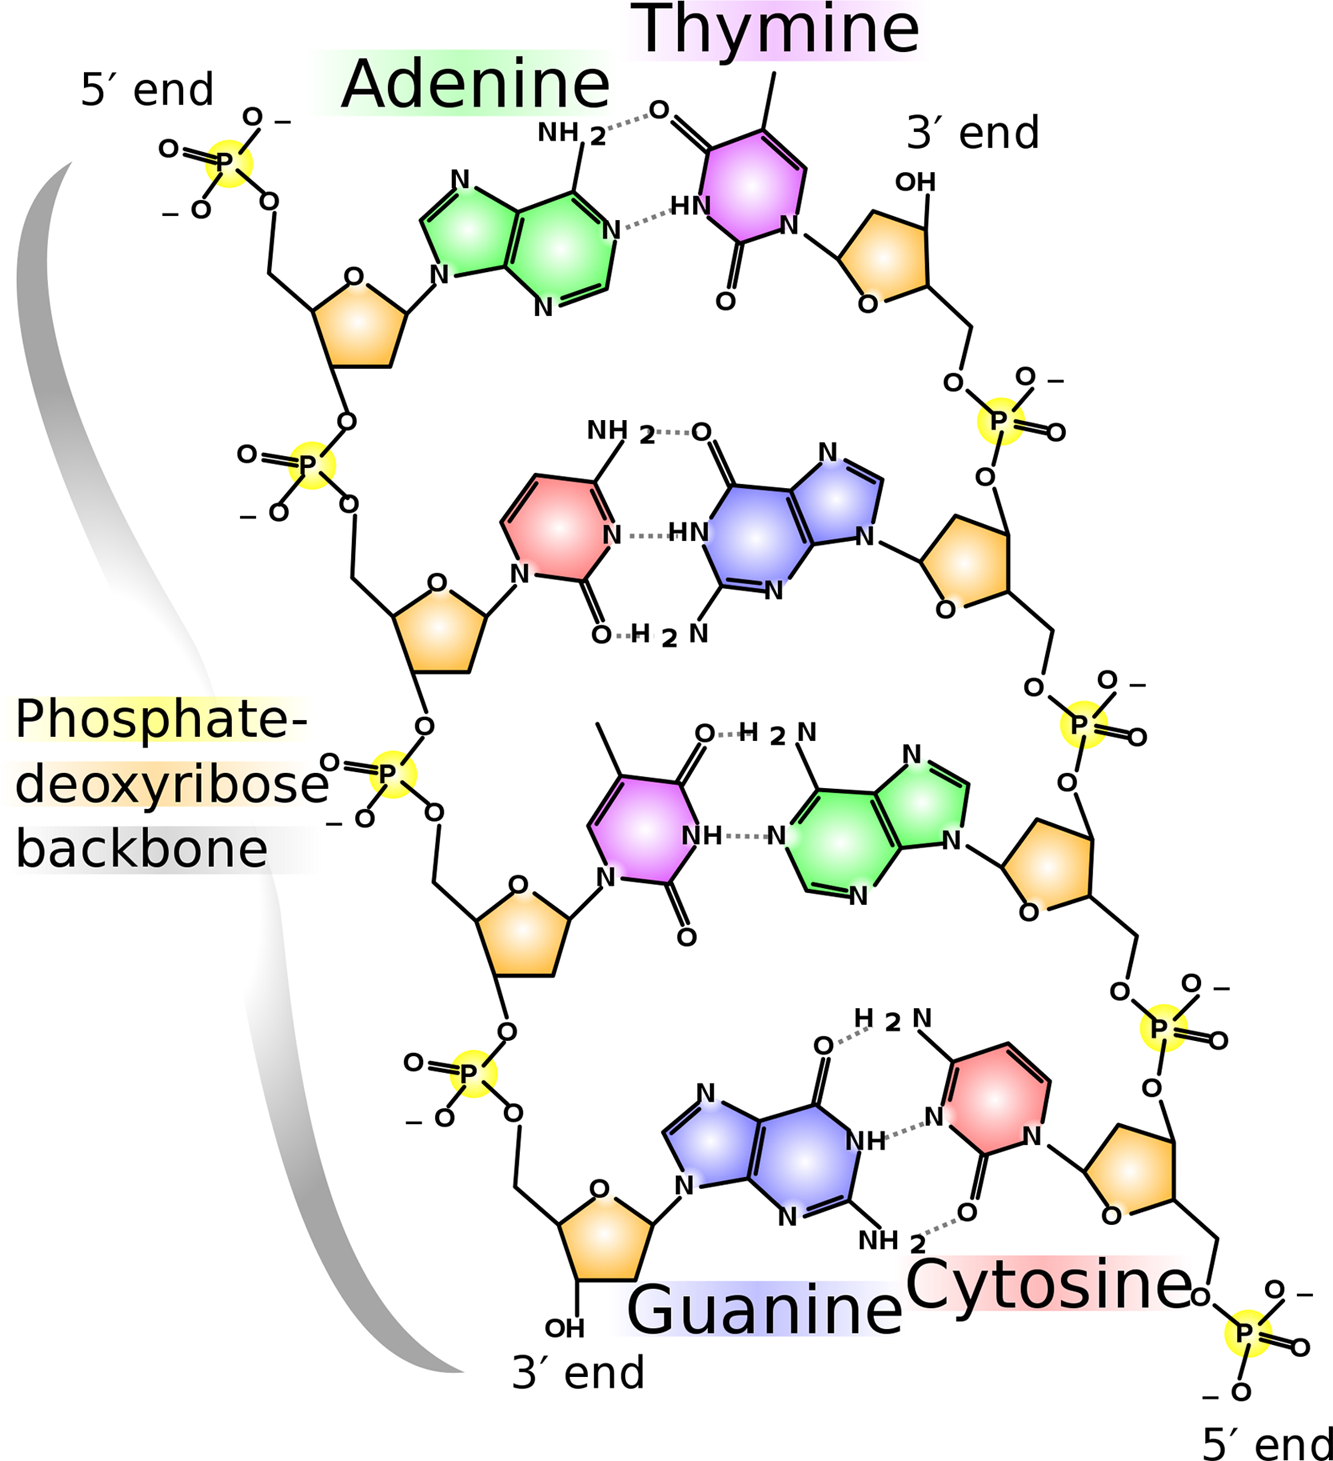 Thymine
Adenine
5′ end
3′ end
O
O –
NH 2
O
P
– O
O
OH
N
HN
N
N
O
N
N
O
O
O
O
O –
P
O
O
NH 2
O
N
O
P
– O
O
O
N
HN
N
N
N
O
O
O
H 2 N
O
O –
Phosphate-
O
P
O
O
H 2 N
N
deoxyribose
O
P
– O
O
O
backbone
NH
N
N
N
N
O
O
O
O
O –
O
P
O
O
O
H 2 N
O
P
– O
O
O
N
NH
N
N
N
N
O
O
O
NH 2
Guanine
Cytosine
O
O –
OH
P
O
3′ end
– O
5′ end